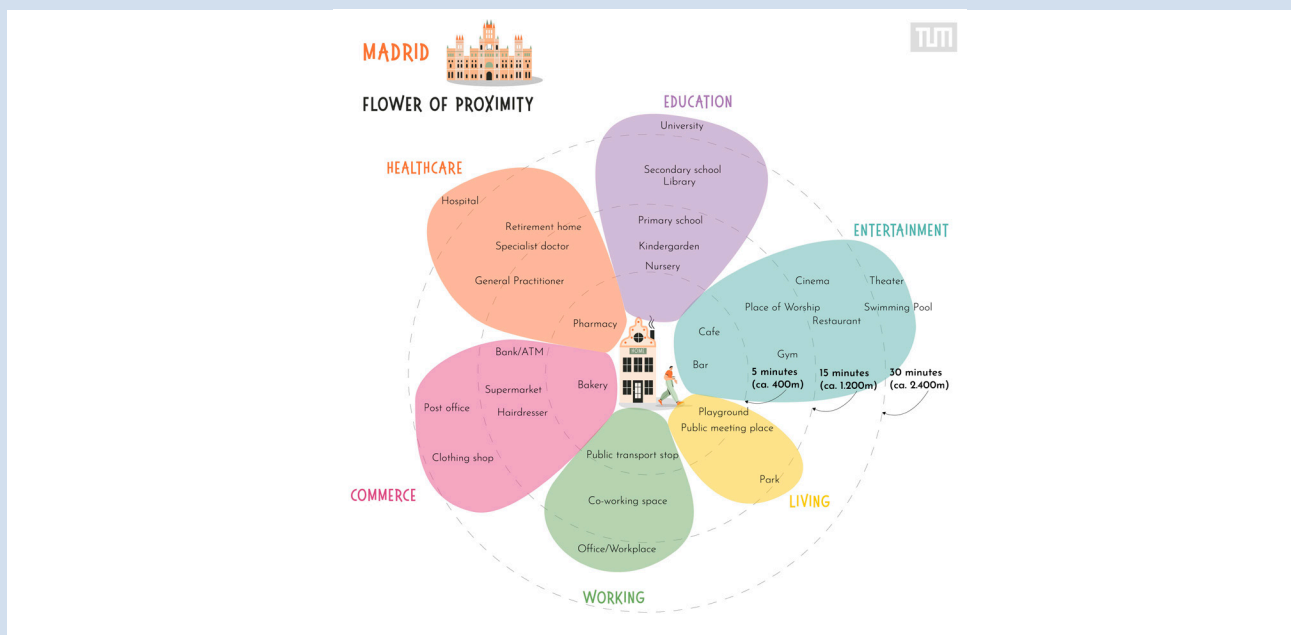 MADRID
TUM
FLOWER OF PROXIMITY
EDUCATION
University
Secondary school
Library
Primary school
Kindergarden
Nursery
HEALTHCARE
Hospital
Retirement home
Specialist doctor
General Practitioner
Pharmacy
ENTERTAINMENT
Cinema
Theater
Place of Worship
Swimming Pool
Restaurant
Cafe
Gym
Bar
5 minutes
(ca. 400m)
15 minutes
(ca. 1.200m)
30 minutes
(ca. 2.400m)
HOME
Bank/ATM
Bakery
Supermarket
Post office
Hairdresser
Clothing shop
COMMERCE
Playground
Public meeting place
Park
LIVING
Public transport stop
Co-working space
Office/Workplace
WORKING